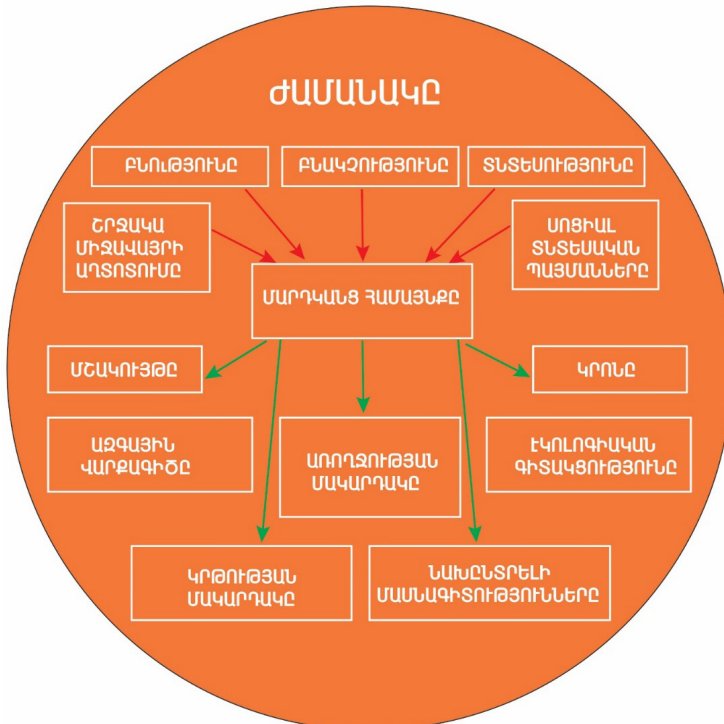 ԺԱՄԱՆԱԿԸ
ԲՆՈւԹՅՈՒՆԸ
ԲՆԱԿՉՈՒԹՅՈՒՆԸ
ՏՆՏԵՍՈՒԹՅՈՒՆԸ
ՇՐՋԱԿԱ
ՄԻՋԱՎԱՅՐԻ
ԱՂՏՈՏՈՒՄԸ
ՍՈՑԻԱԼ
ՏՆՏԵՍԱԿԱՆ
ՊԱՅՄԱՆՆԵՐԸ
ՄԱՐԴԿԱՆՑ ՀԱՄԱՅՆՔԸ
ՄՇԱԿՈՒՅԹԸ
ԿՐՈՆԸ
ԱԶԳԱՅԻՆ
ՎԱՐՔԱԳԻԾԸ
ԱՌՈՂՋՈՒԹՅԱՆ
ՄԱԿԱՐԴԱԿԸ
ԷԿՈԼՈԳԻԱԿԱՆ
ԳԻՏԱԿՑՈՒԹՅՈՒՆԸ
ԿՐԹՈՒԹՅԱՆ
ՄԱԿԱՐԴԱԿԸ
ՆԱԽԸՆՏՐԵԼԻ
ՄԱՍՆԱԳԻՏՈՒԹՅՈՒՆՆԵՐԸ